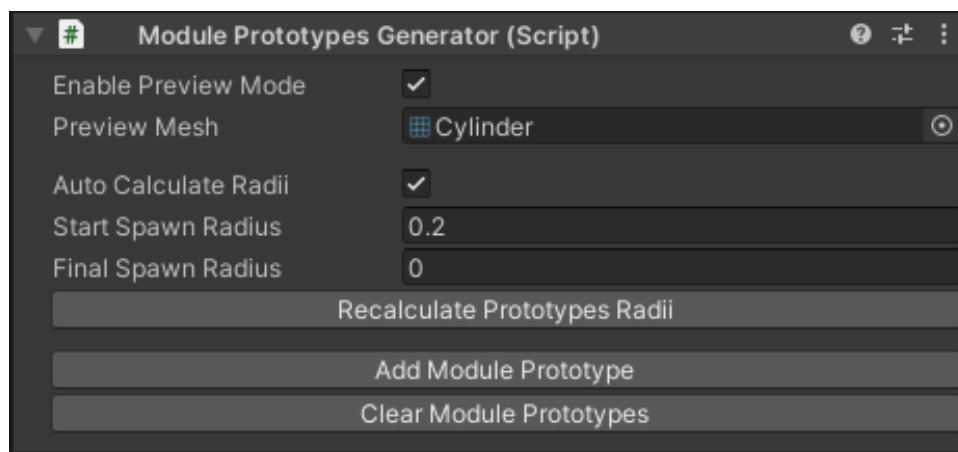 # Module Prototypes Generator (Script)
Enable Preview Mode
Preview Mesh Cylinder
Auto Calculate Radii
Start Spawn Radius 0.2
Final Spawn Radius 0
Recalculate Prototypes Radii
Add Module Prototype
Clear Module Prototypes